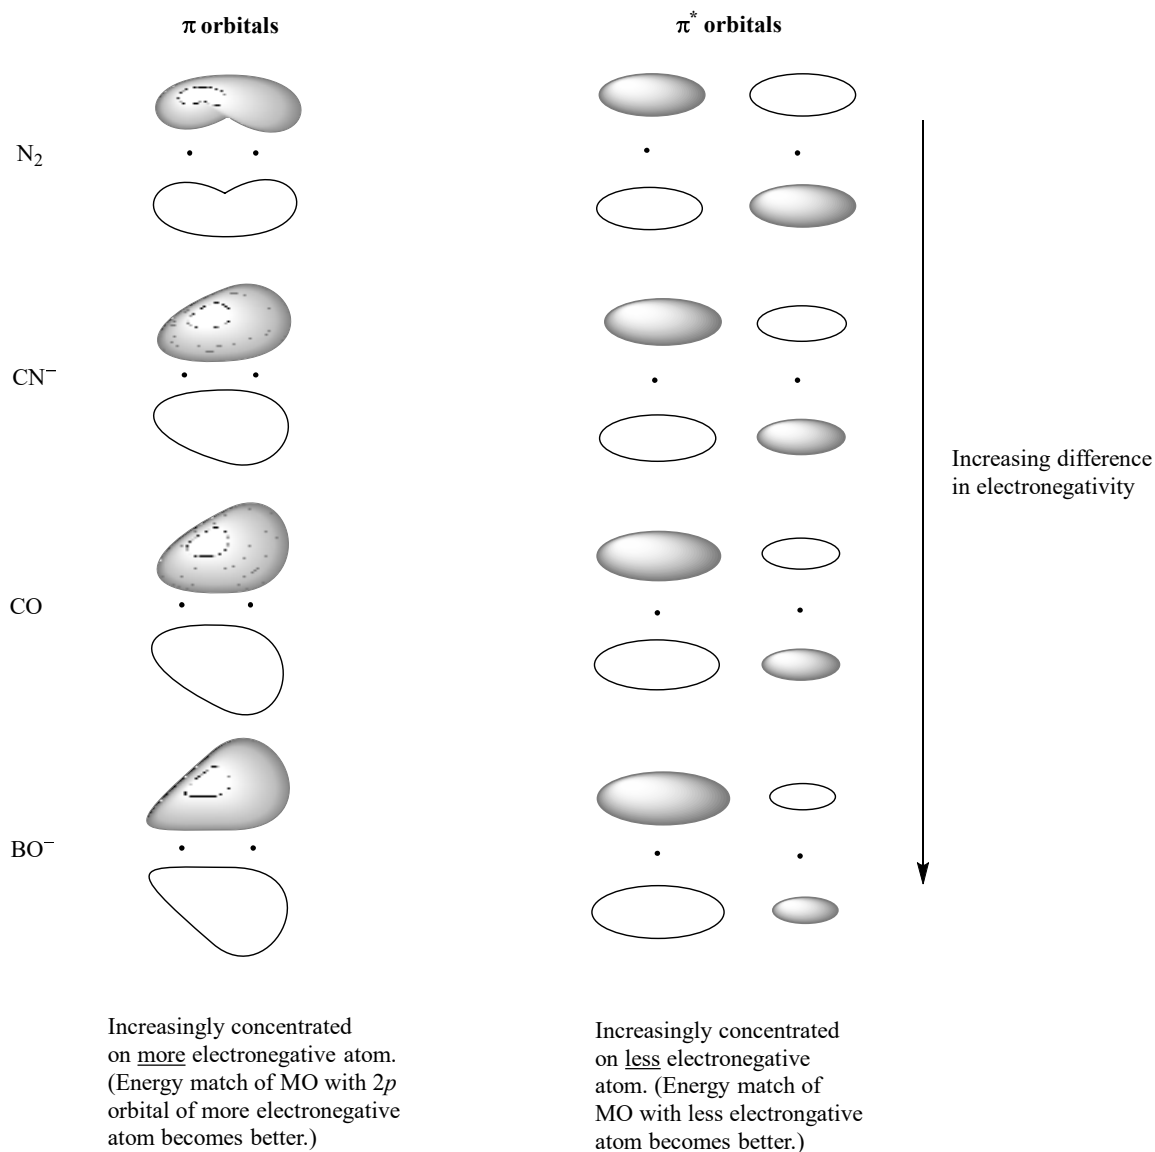 π orbitals
π* orbitals
N₂
CN⁻
Increasing difference
in electronegativity
CO
BO⁻
Increasingly concentrated
on more electronegative atom.
(Energy match of MO with 2p
orbital of more electronegative
atom becomes better.)
Increasingly concentrated
on less electronegative
atom. (Energy match of
MO with less electrongative
atom becomes better.)